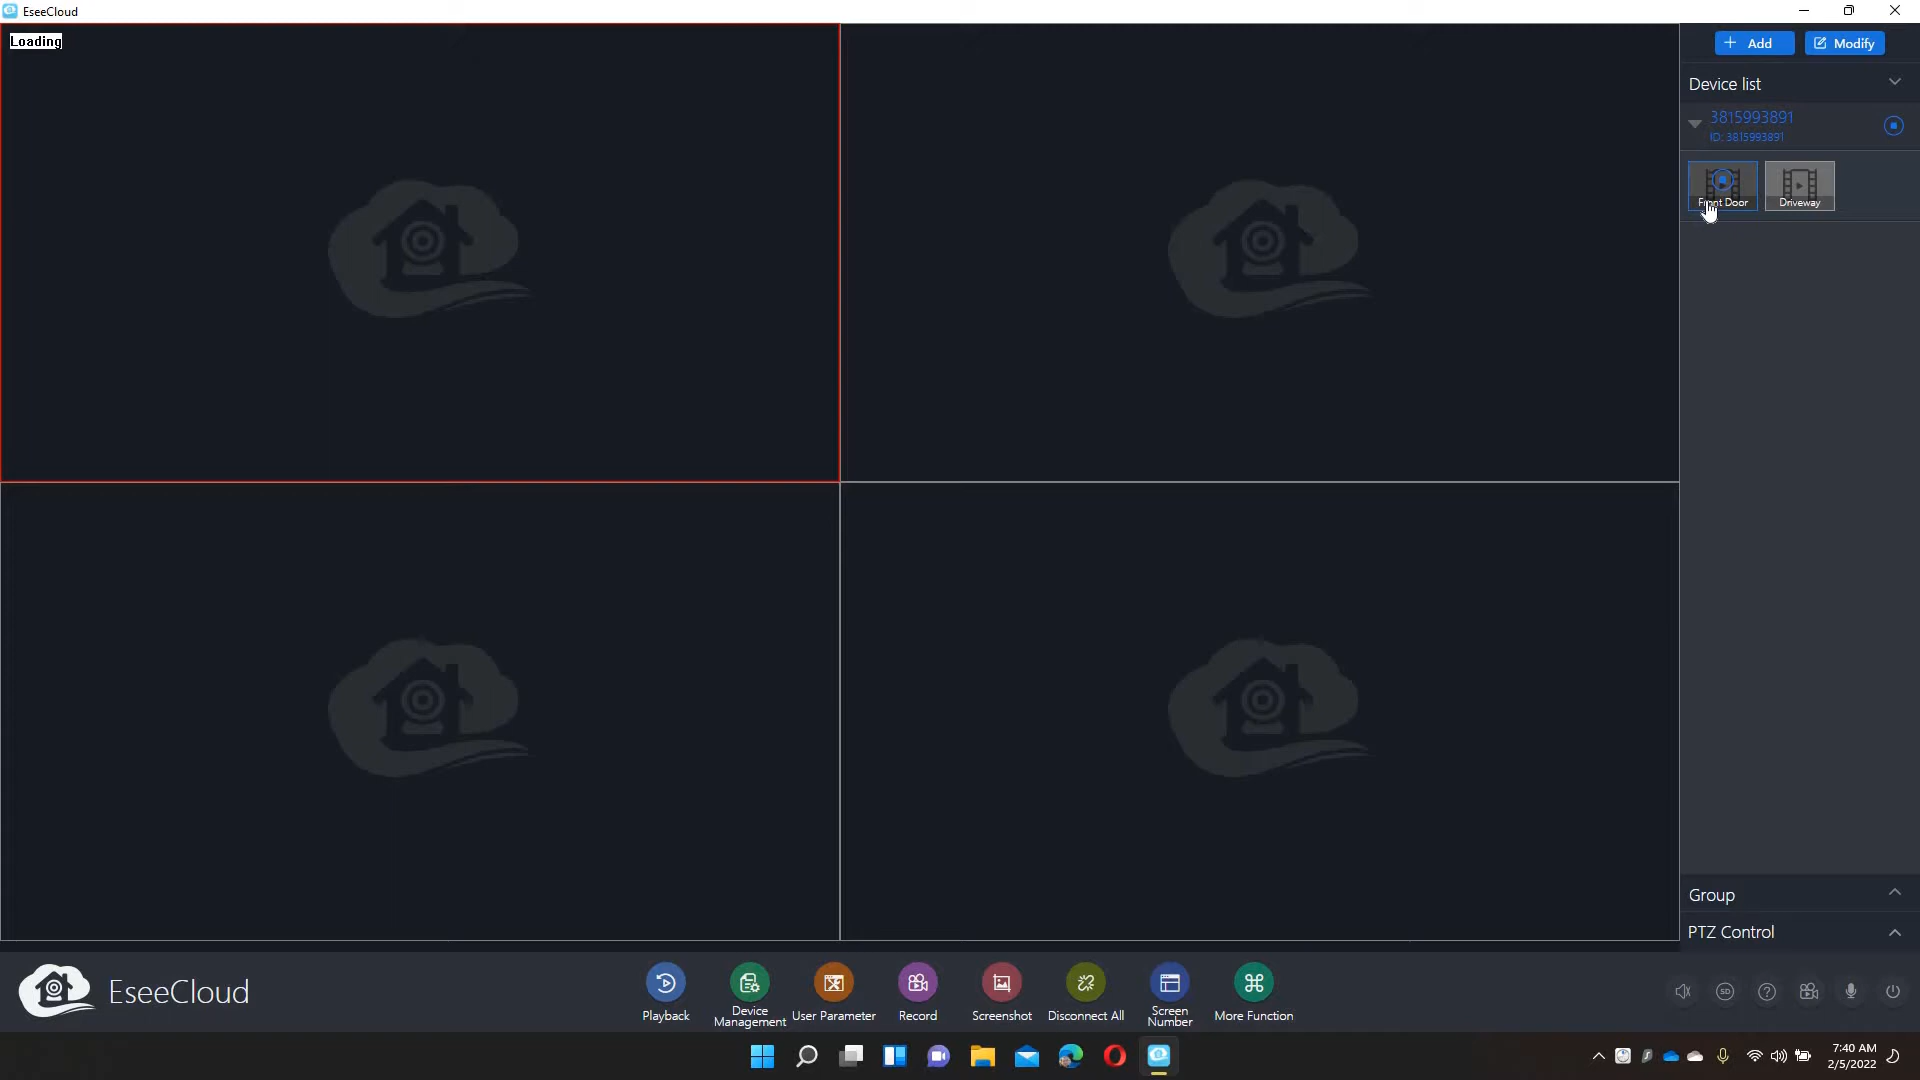 EseeCloud
Loading
Add
Modify
Device list
3815993891
ID: 3815993891
Front Door
Driveway
Group
PTZ Control
EseeCloud
Playback
Device
Management
User Parameter
Record
Screenshot
Disconnect All
Screen
Number
More Function
SD
7:40 AM
2/5/2022